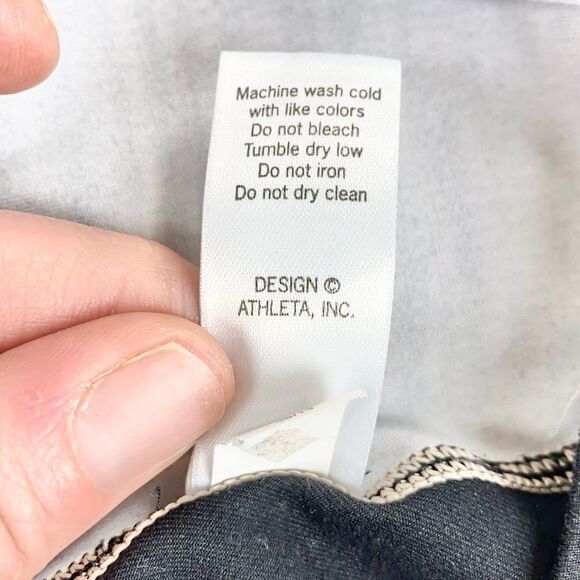 Machine wash cold
with like colors
Do not bleach
Tumble dry low
Do not iron
Do not dry clean
DESIGN ©
ATHLETA, INC.